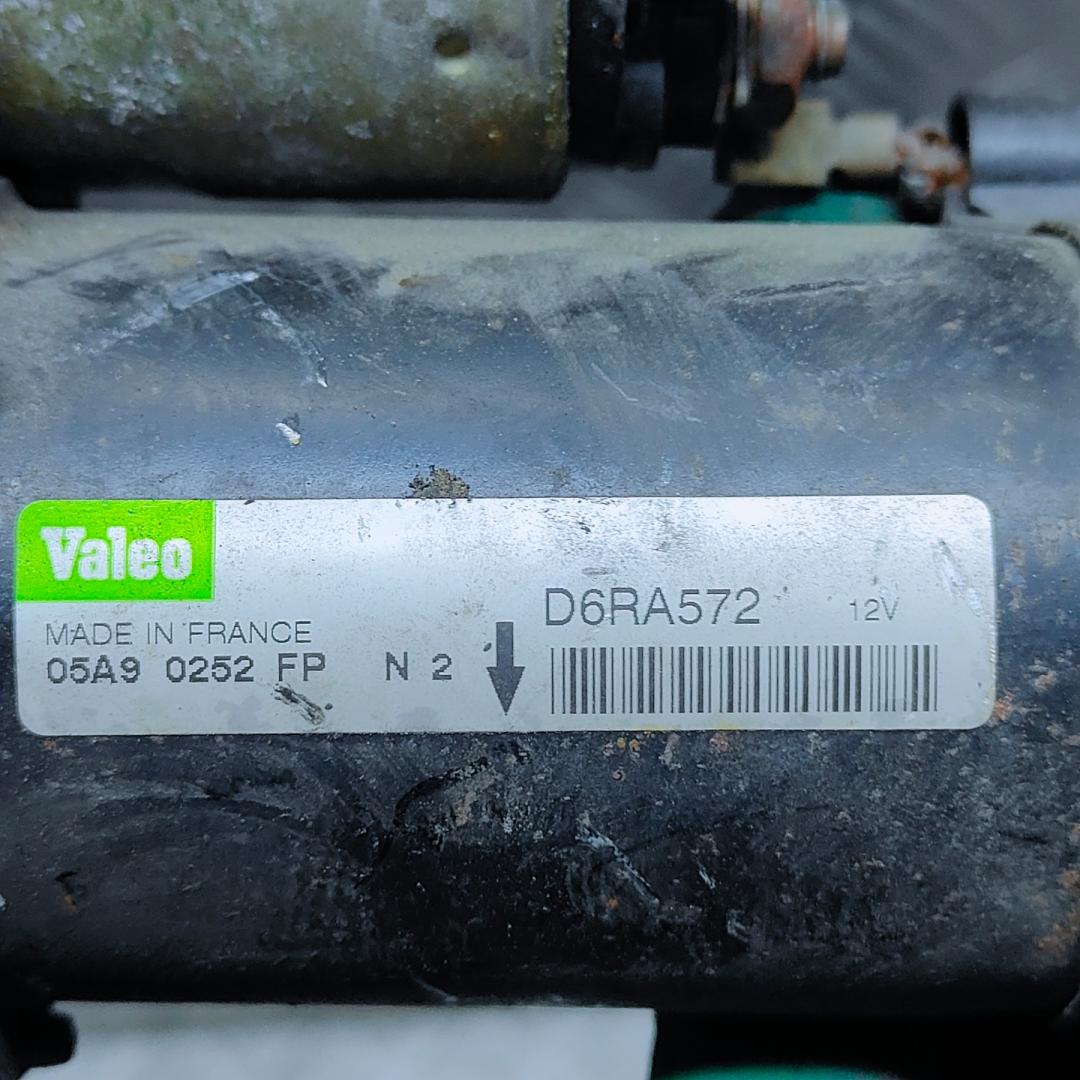 Valeo
D6RA572 12V
MADE IN FRANCE
05A9 0252 FP N 2